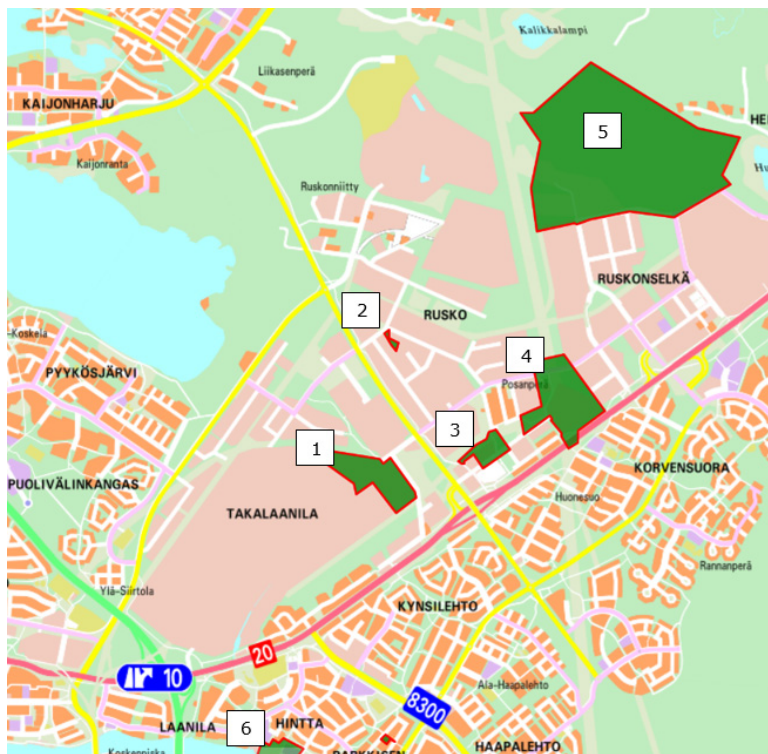 Kalikkalampi
Liikasenperä
KAIJONHARJU
5
Kaijonranta
Ruskonniitty
RUSKONSELKÄ
2
RUSKO
Koskela
4
PYYKÖSJÄRVI
Posanperä
3
1
KORVENSUORA
PUOLIVÄLINKANGAS
Huonesuo
TAKALAANILA
Rannanperä
Ylä-Siirtola
KYNSILEHTO
20
10
Ala-Haapalehto
8300
6
LAANILA
HINTTA
HAAPALEHTO
Koskenniska